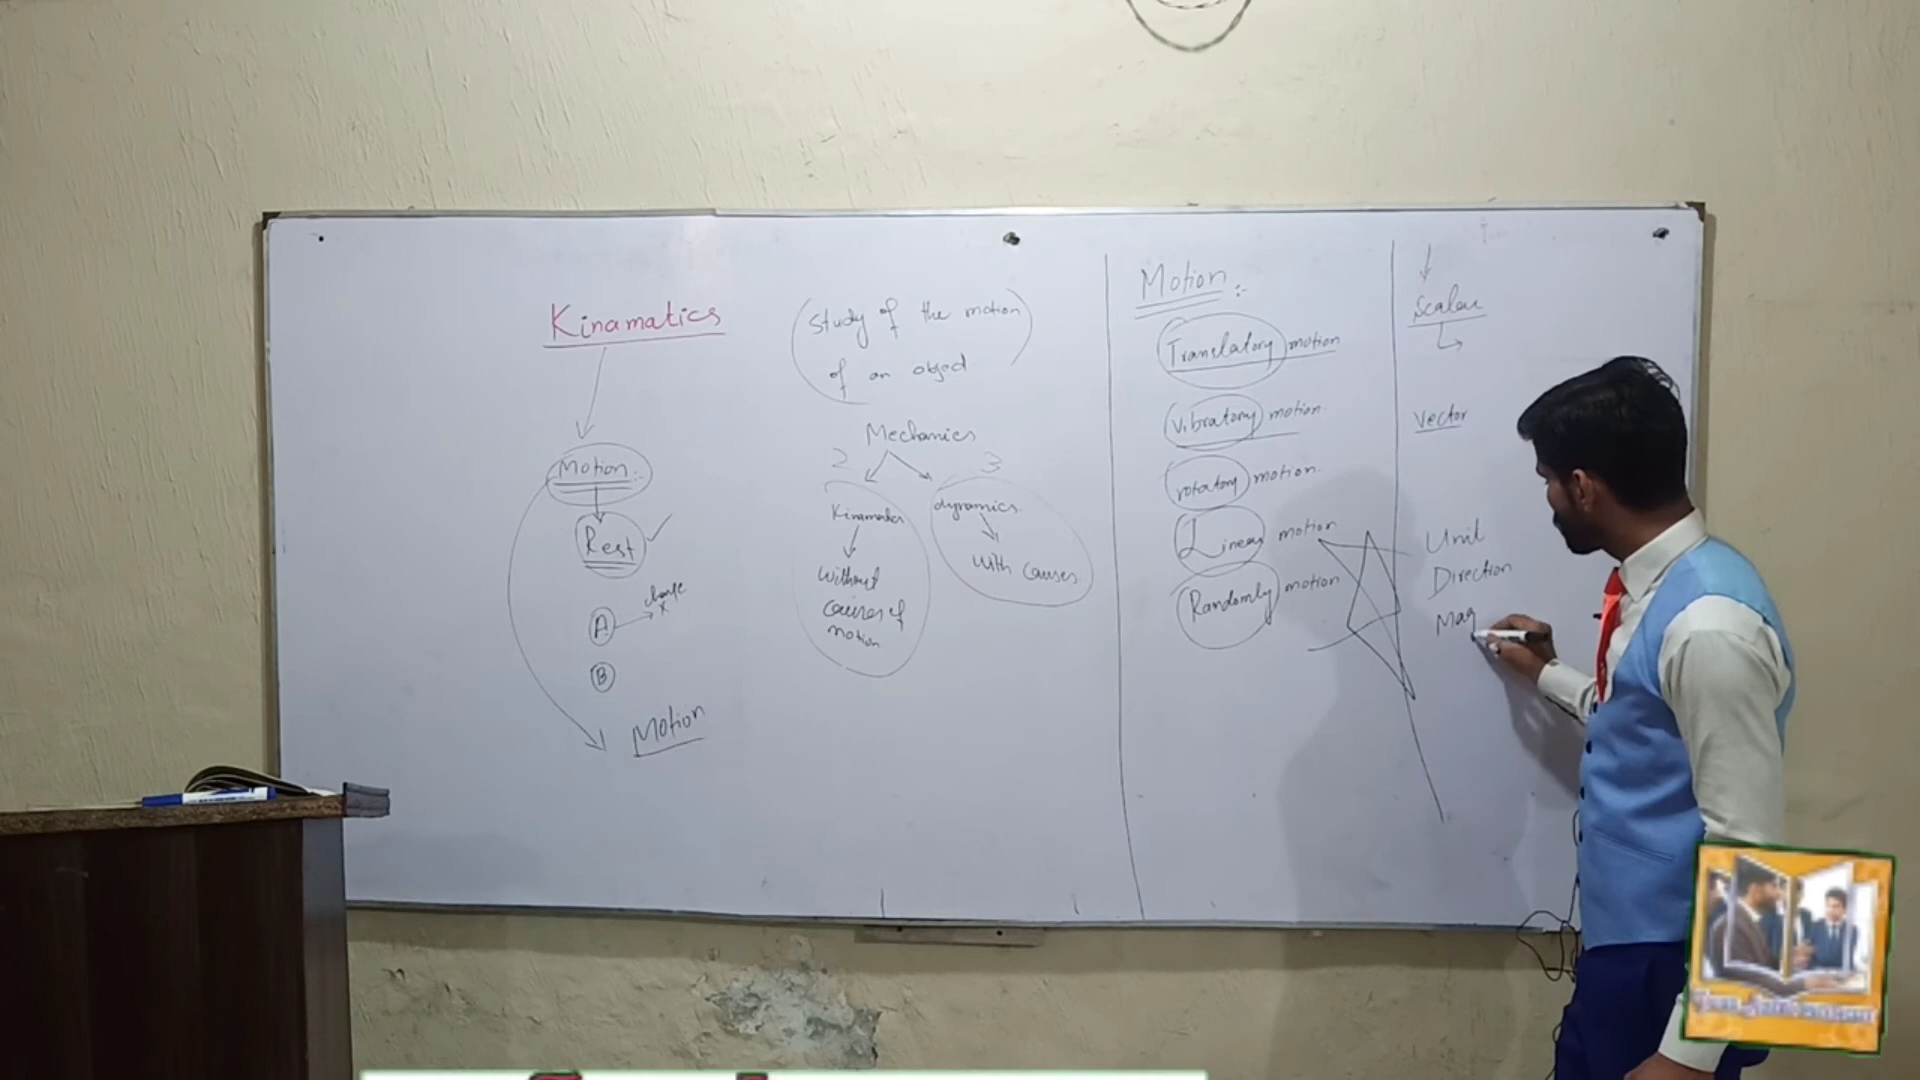 Kinamatics
Motion:
Rest
A
change
x
B
Motion
Study of the motion
of an object
Mechanics
2
3
Kinamatics
Without
causes of
motion
dynamics
with causes.
Motion:
Translatory motion
Vibratory motion
rotatory motion.
Linear motion
Randomly motion
Scalar
Vector
Unit
Direction
Mag